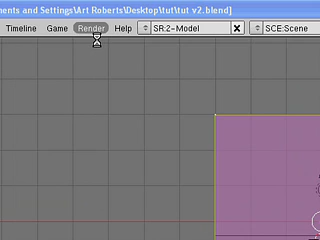 ments and Settings\Art Roberts\Desktop\tut\tut v2.blend]
Timeline Game Render Help SR:2-Model SCE:Scene